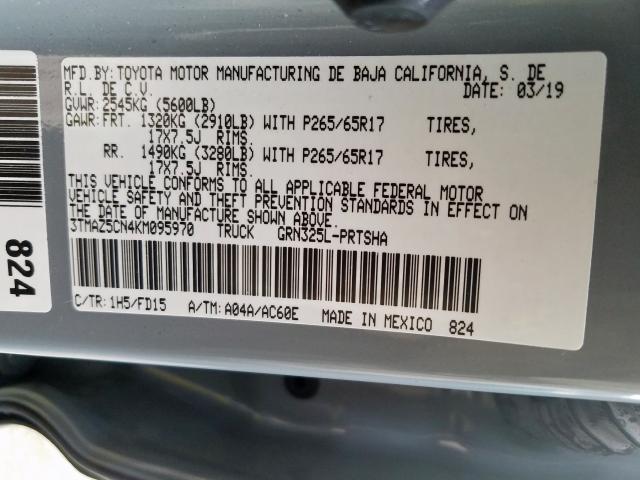 MFD.BY: TOYOTA MOTOR MANUFACTURING DE BAJA CALIFORNIA, S. DE
R.L. DE C.V. DATE: 03/19
GVWR: 2545KG (5600LB)
GAWR: FRT. 1320KG (2910LB) WITH P265/65R17 TIRES,
17X7.5J RIMS.
RR. 1490KG (3280LB) WITH P265/65R17 TIRES,
17X7.5J RIMS.
THIS VEHICLE CONFORMS TO ALL APPLICABLE FEDERAL MOTOR
VEHICLE SAFETY AND THEFT PREVENTION STANDARDS IN EFFECT ON
THE DATE OF MANUFACTURE SHOWN ABOVE.
3TMAZ5CN4KM095970 TRUCK GRN325L-PRTSHA
C/TR: 1H5/FD15 A/TM: A04A/AC60E MADE IN MEXICO 824
824